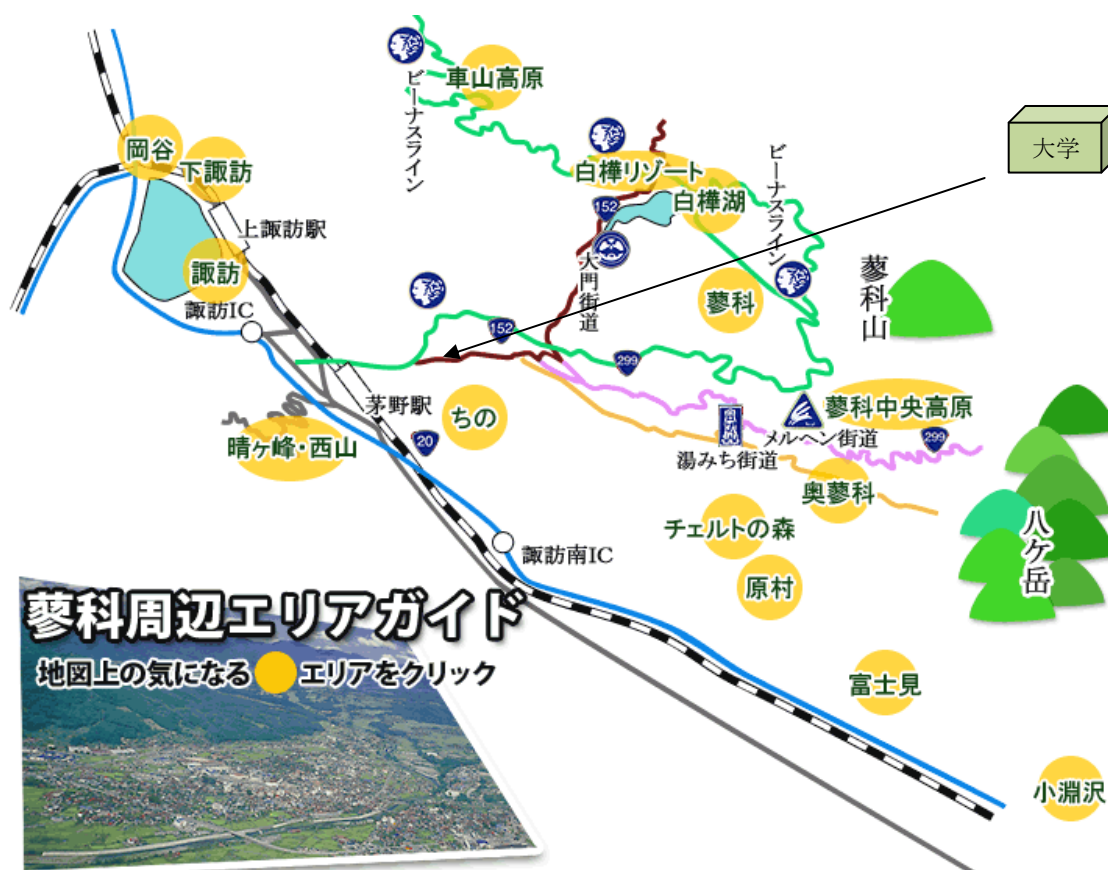 ビーナスライン
車山高原
大学
岡谷
下諏訪
白樺リゾート
白樺湖
ビーナスライン
152
上諏訪駅
大門街道
諏訪
蓼科
蓼科山
諏訪IC
152
299
茅野駅
ちの
蓼科中央高原
20
メルヘン街道
299
晴ヶ峰・西山
湯みち街道
奥蓼科
チェルトの森
八ケ岳
諏訪南IC
原村
蓼科周辺エリアガイド
地図上の気になる エリアをクリック
富士見
小淵沢